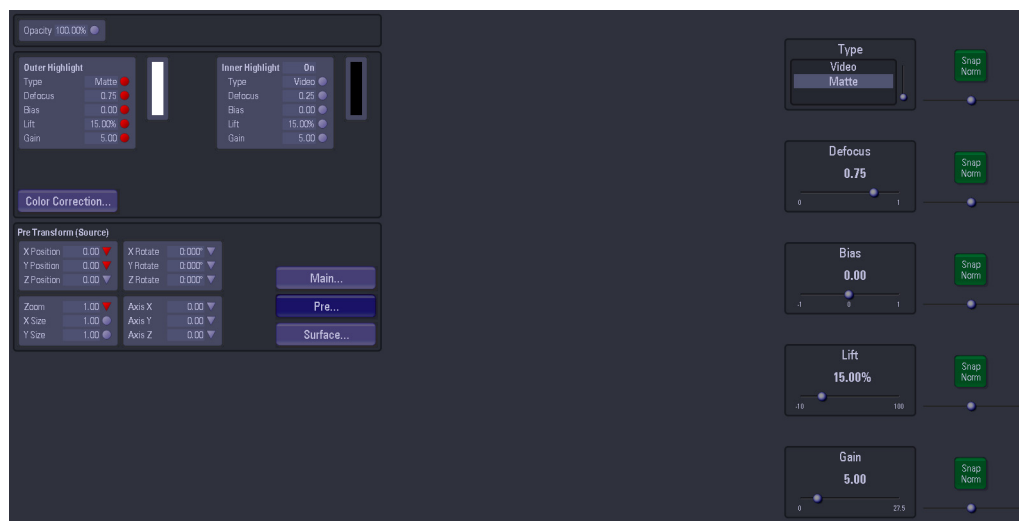 Opacity 100.00%
Outer Highlight
Type Matte
Defocus 0.75
Bias 0.00
Lift 15.00%
Gain 5.00
Inner Highlight On
Type Video
Defocus 0.25
Bias 0.00
Lift 15.00%
Gain 5.00
Color Correction...
Pre Transform (Source)
X Position 0.00
Y Position 0.00
Z Position 0.00
X Rotate 0:000°
Y Rotate 0:000°
Z Rotate 0:000°
Zoom 1.00
X Size 1.00
Y Size 1.00
Axis X 0.00
Axis Y 0.00
Axis Z 0.00
Main...
Pre...
Surface...
Type
Video
Matte
Snap
Norm
Defocus
0.75
0 1
Snap
Norm
Bias
0.00
-1 0 1
Snap
Norm
Lift
15.00%
-10 100
Snap
Norm
Gain
5.00
0 27.5
Snap
Norm